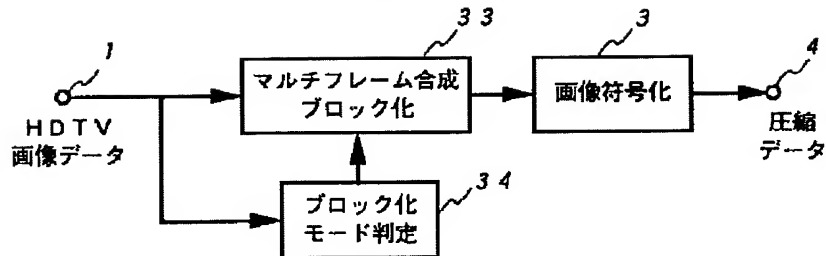 1
HDTV
画像データ
33
マルチフレーム合成
ブロック化
34
ブロック化
モード判定
3
画像符号化
4
圧縮
データ